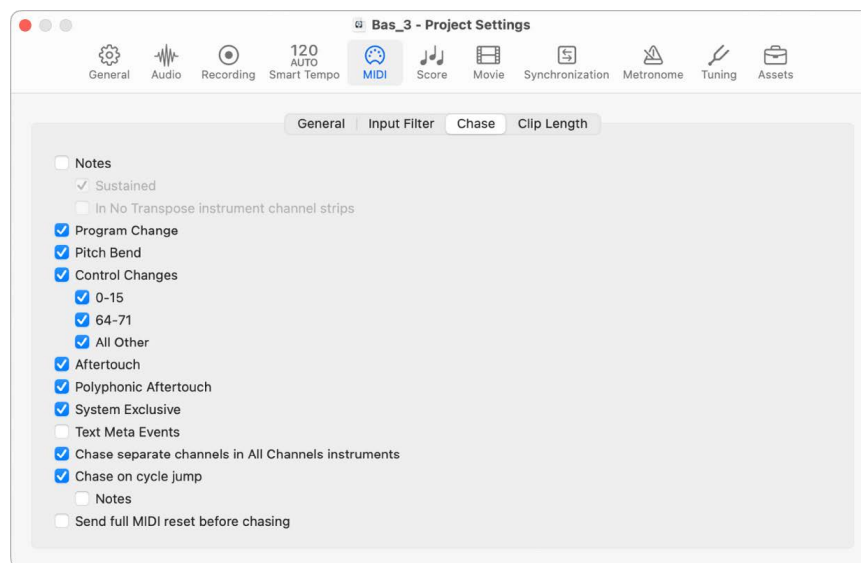 Bas_3 - Project Settings
120
AUTO
General Audio Recording Smart Tempo MIDI Score Movie Synchronization Metronome Tuning Assets
General Input Filter Chase Clip Length
Notes
Sustained
In No Transpose instrument channel strips
Program Change
Pitch Bend
Control Changes
0-15
64-71
All Other
Aftertouch
Polyphonic Aftertouch
System Exclusive
Text Meta Events
Chase separate channels in All Channels instruments
Chase on cycle jump
Notes
Send full MIDI reset before chasing